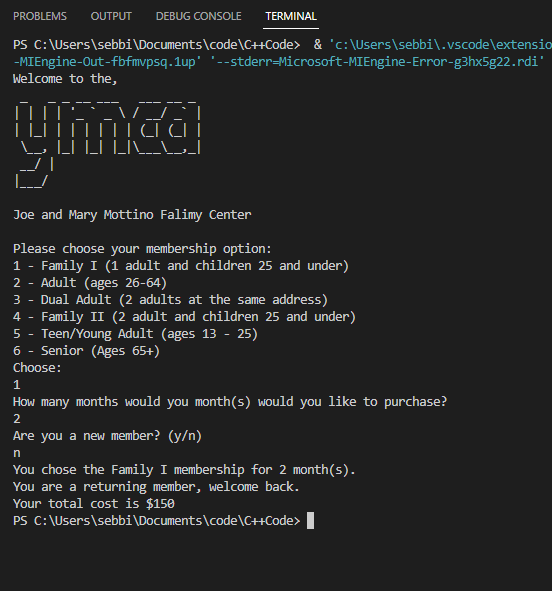 PROBLEMS OUTPUT DEBUG CONSOLE TERMINAL
PS C:\Users\sebbi\Documents\code\C++Code>  & 'c:\Users\sebbi\.vscode\extensio
-MIEngine-Out-fbfmvpsq.1up' '--stderr=Microsoft-MIEngine-Error-g3hx5g22.rdi'
Welcome to the,
 _   _ _ __ ___   ___ __ _
| | | | '_ ` _ \ / __/ _` |
| |_| | | | | | | (_| (_| |
 \__, |_| |_| |_|\___\__,_|
 __/ |
|___/
Joe and Mary Mottino Falimy Center
Please choose your membership option:
1 - Family I (1 adult and children 25 and under)
2 - Adult (ages 26-64)
3 - Dual Adult (2 adults at the same address)
4 - Family II (2 adult and children 25 and under)
5 - Teen/Young Adult (ages 13 - 25)
6 - Senior (Ages 65+)
Choose:
1
How many months would you month(s) would you like to purchase?
2
Are you a new member? (y/n)
n
You chose the Family I membership for 2 month(s).
You are a returning member, welcome back.
Your total cost is $150
PS C:\Users\sebbi\Documents\code\C++Code>